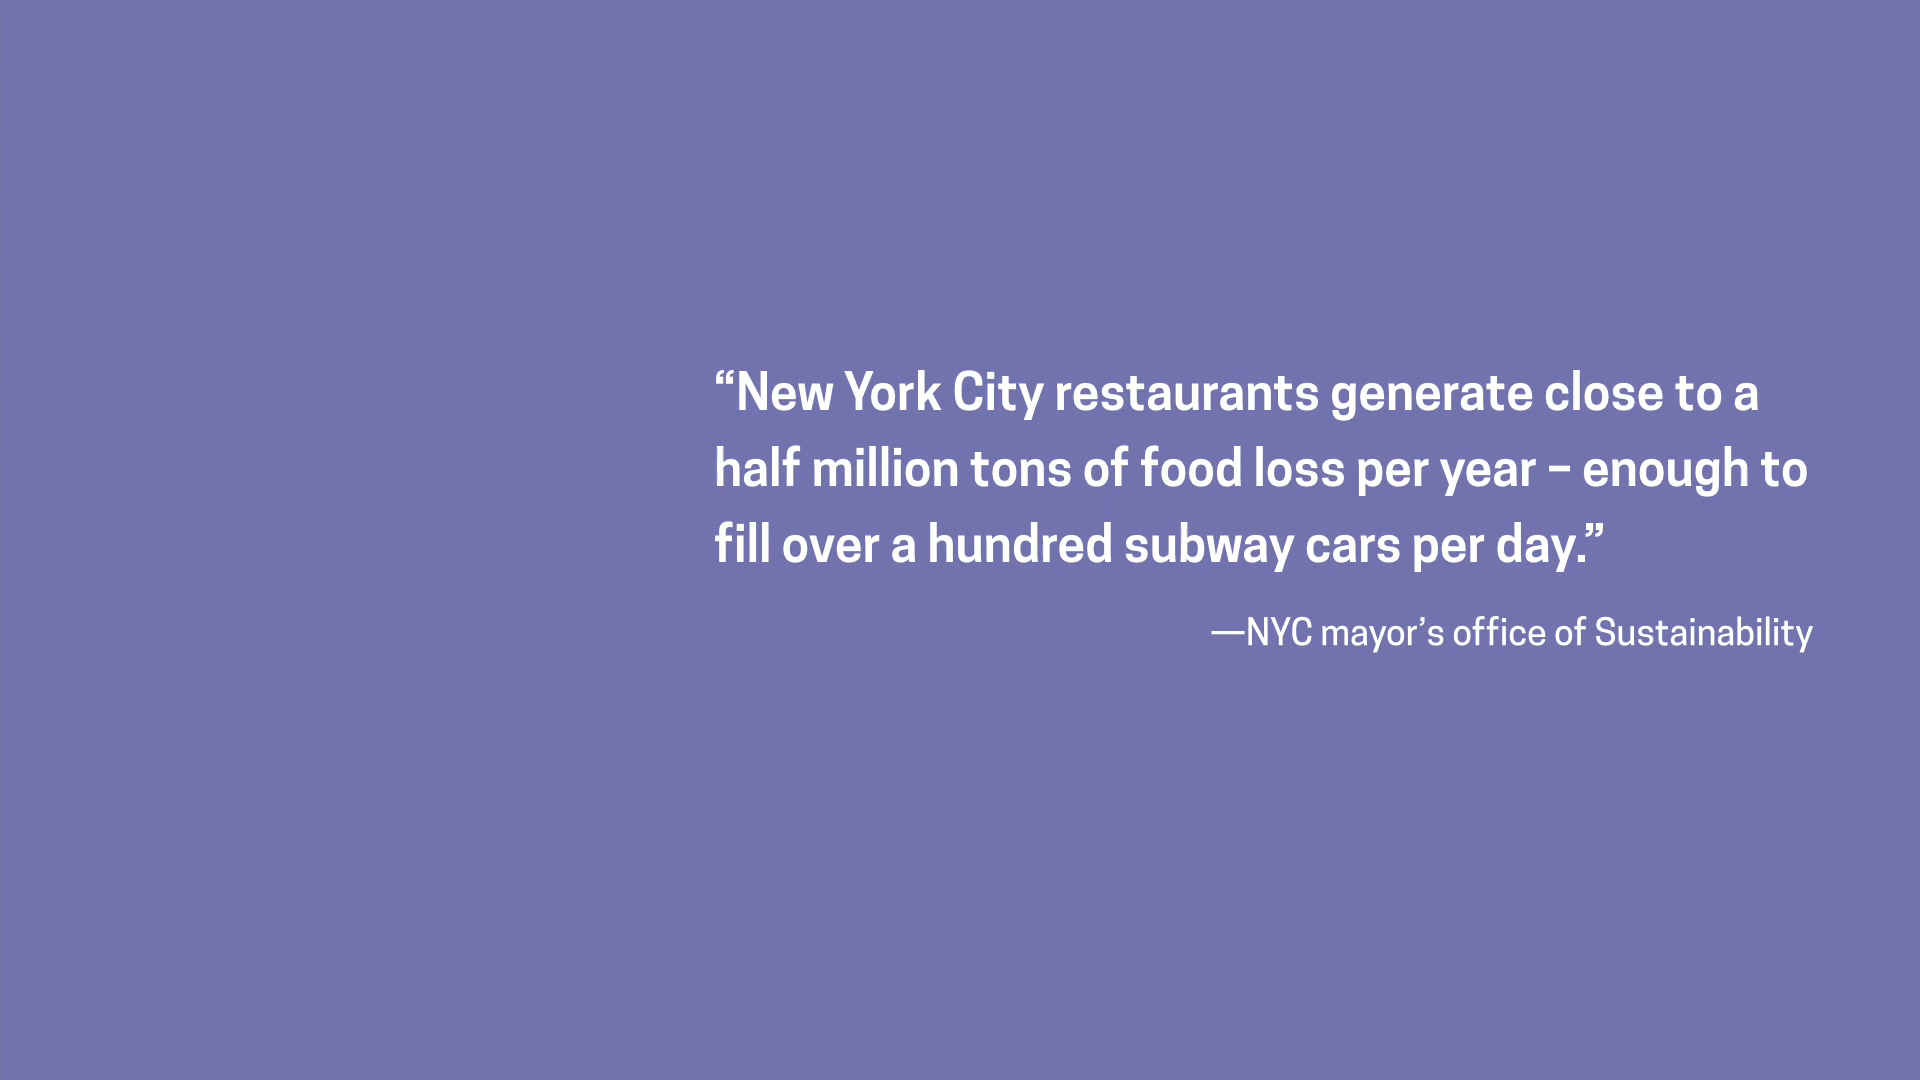 “New York City restaurants generate close to a
half million tons of food loss per year – enough to
fill over a hundred subway cars per day.”
—NYC mayor’s office of Sustainability